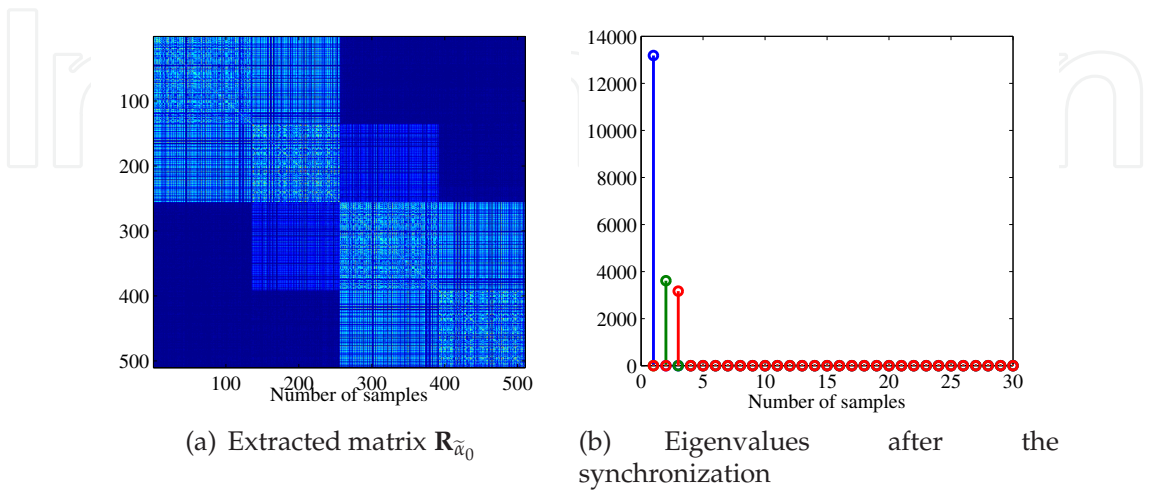 14000
12000
10000
8000
6000
4000
2000
0
0 5 10 15 20 25 30
Number of samples
100
200
300
400
500
100 200 300 400 500
Number of samples
(a) Extracted matrix R_α̃₀
(b) Eigenvalues after the
synchronization